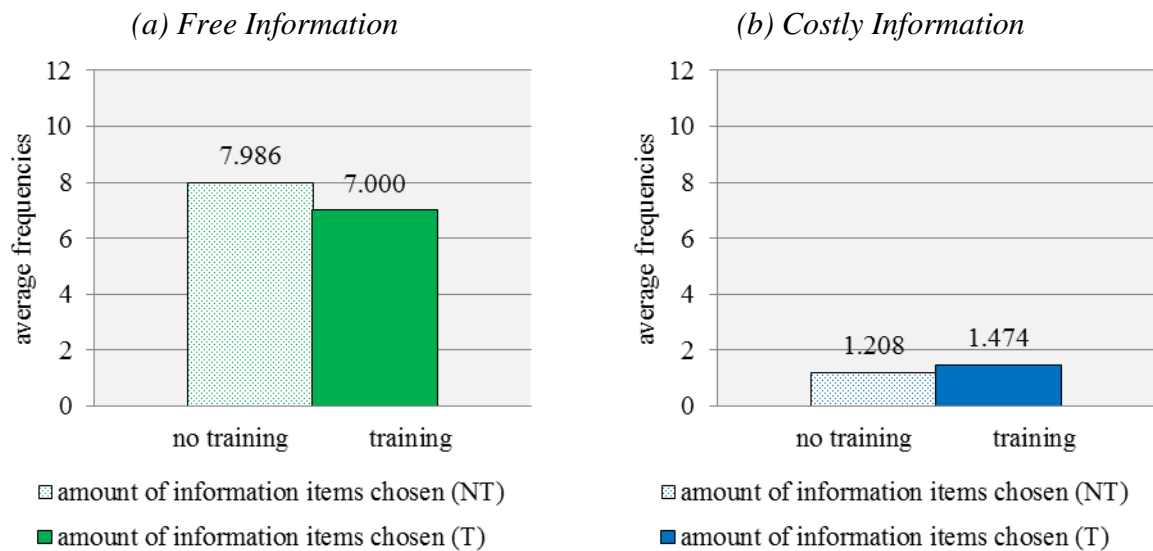 (a) Free Information
average frequencies
12
10
8
6
4
2
0
7.986
7.000
no training
training
amount of information items chosen (NT)
amount of information items chosen (T)
(b) Costly Information
average frequencies
12
10
8
6
4
2
0
1.208
1.474
no training
training
amount of information items chosen (NT)
amount of information items chosen (T)